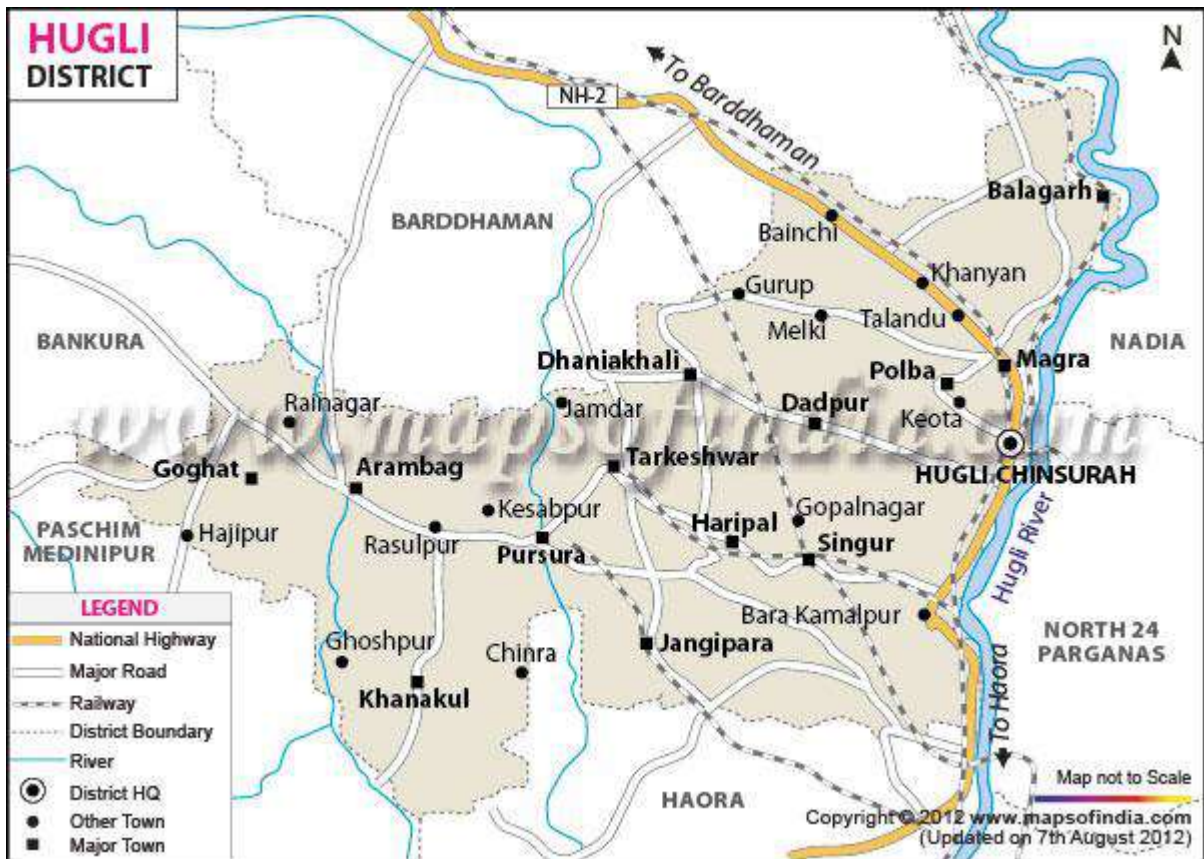 HUGLI
DISTRICT
N
NH-2
To Barddhaman
Balagarh
BARDDHAMAN
Bainchi
Khanyan
Gurup
Melki
Talandu
BANKURA
NADIA
Dhaniakhali
Magra
Polba
Rainagar
Jamdar
Dadpur
Keota
www.mapsofindia.com
Goghat
Arambag
Tarkeshwar
HUGLI CHINSURAH
Kesabpur
Gopalnagar
PASCHIM
MEDINIPUR
Hajipur
Rasulpur
Pursura
Haripal
Singur
Hugli River
LEGEND
National Highway
Major Road
Railway
District Boundary
River
District HQ
Other Town
Major Town
Bara Kamalpur
Ghoshpur
Chinra
Jangipara
NORTH 24
PARGANAS
Khanakul
To Haora
HAORA
Map not to Scale
Copyright © 2012 www.mapsofindia.com
(Updated on 7th August 2012)